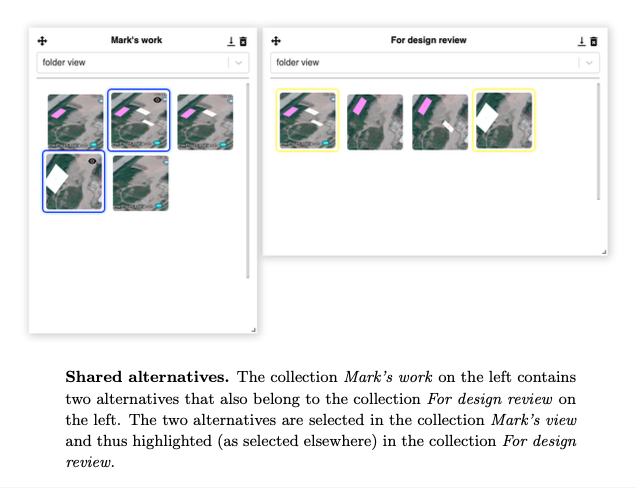 Mark's work
For design review
folder view
folder view
Shared alternatives. The collection Mark's work on the left contains
two alternatives that also belong to the collection For design review on
the left. The two alternatives are selected in the collection Mark's view
and thus highlighted (as selected elsewhere) in the collection For design
review.